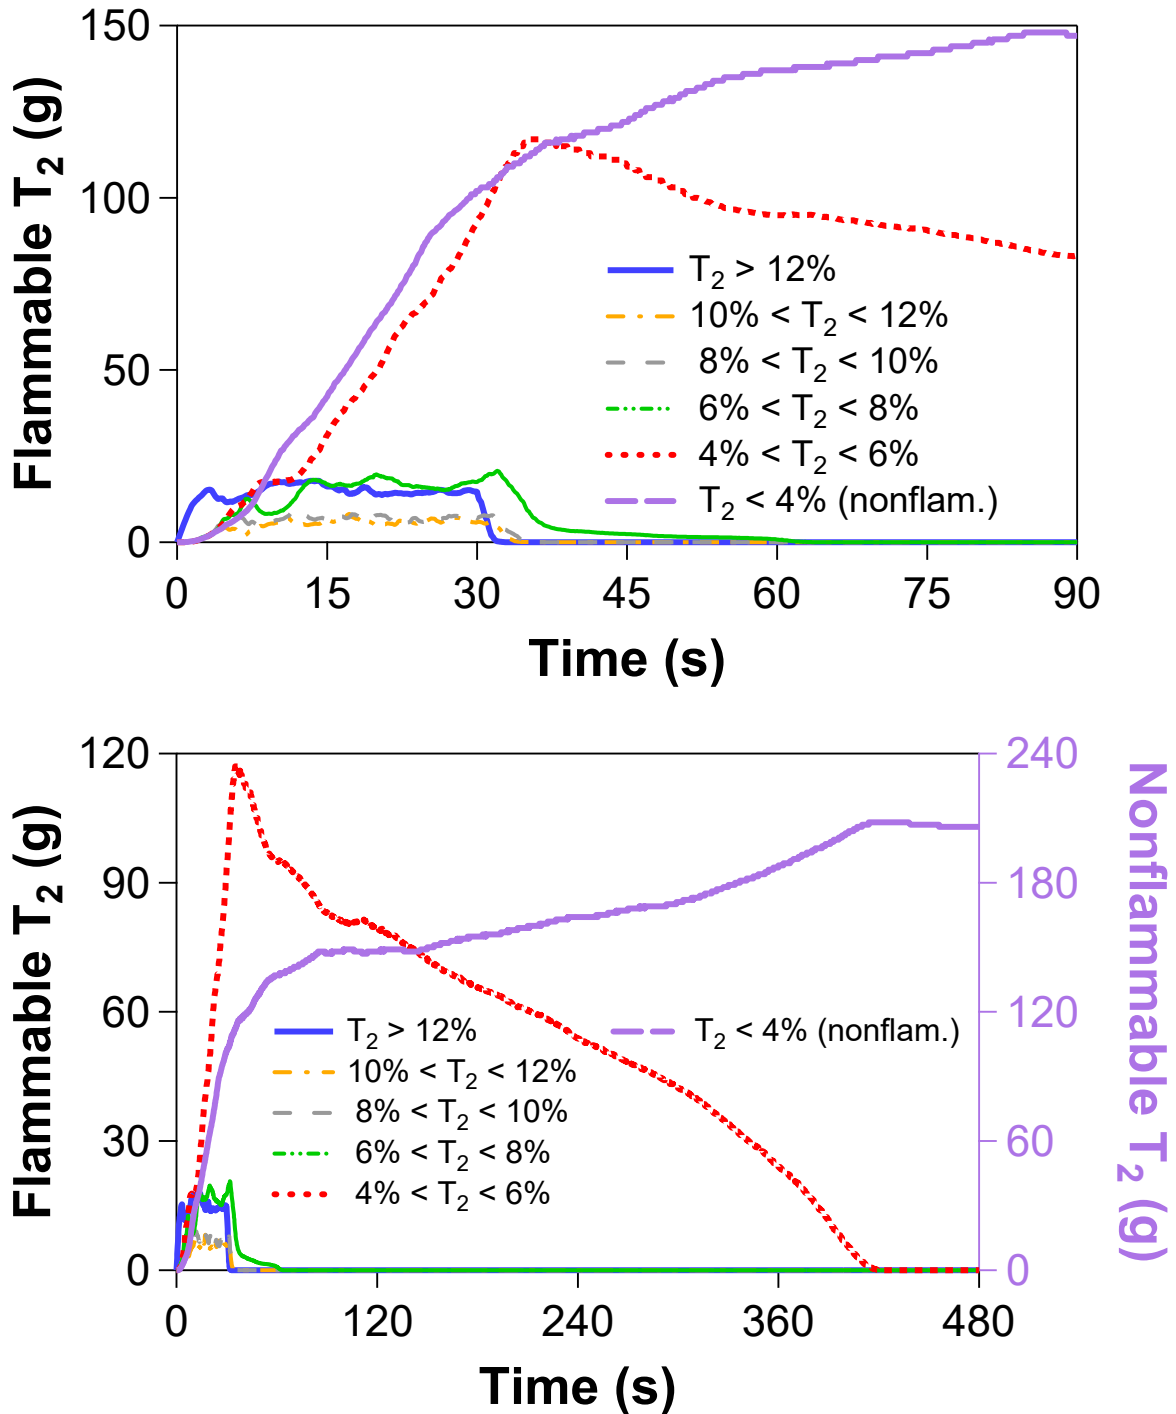 Flammable T₂ (g)
150
100
50
0
T₂ > 12%
10% < T₂ < 12%
8% < T₂ < 10%
6% < T₂ < 8%
4% < T₂ < 6%
T₂ < 4% (nonflam.)
0 15 30 45 60 75 90
Time (s)
Flammable T₂ (g)
120
90
60
30
0
T₂ > 12%
10% < T₂ < 12%
8% < T₂ < 10%
6% < T₂ < 8%
4% < T₂ < 6%
T₂ < 4% (nonflam.)
240
180
120
60
0
Nonflammable T₂ (g)
0 120 240 360 480
Time (s)